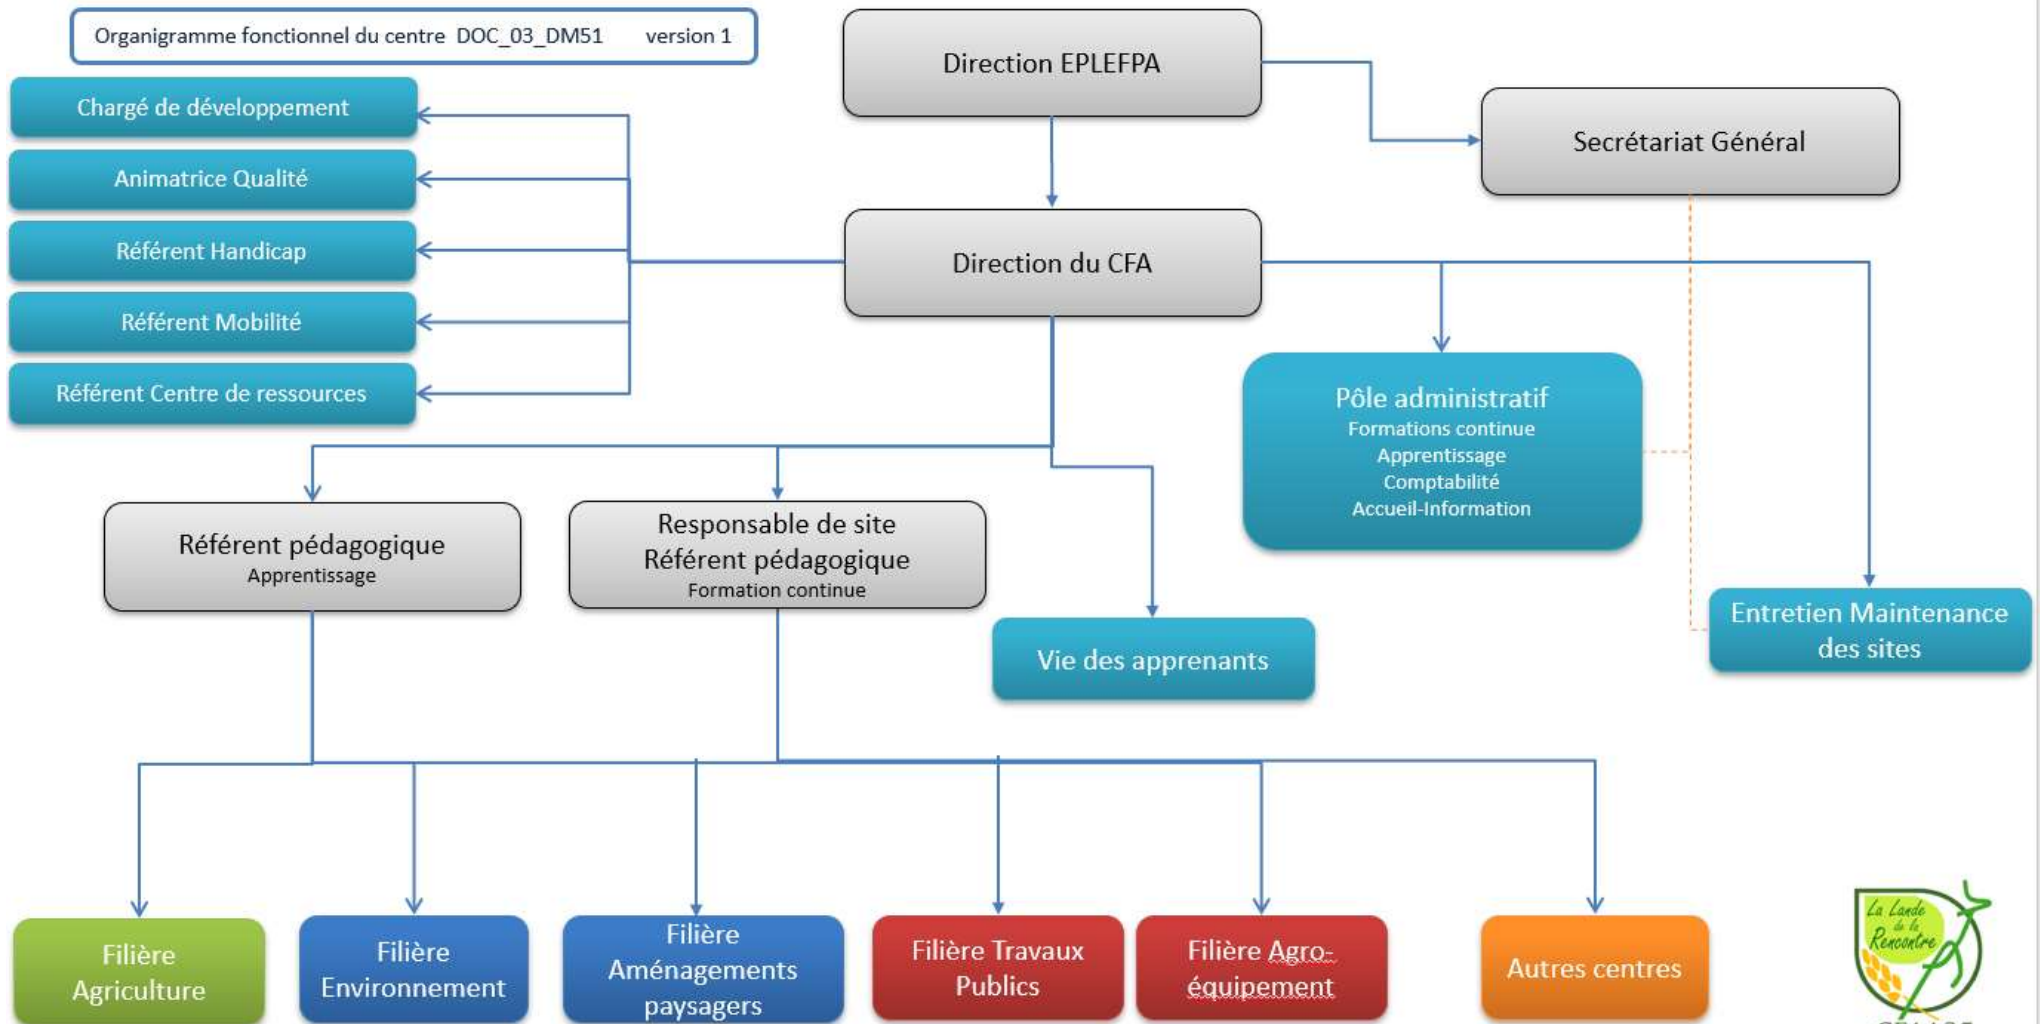 Organigramme fonctionnel du centre DOC_03_DM51 version 1
Direction EPLEFPA
Chargé de développement
Secrétariat Général
Animatrice Qualité
Référent Handicap
Direction du CFA
Référent Mobilité
Référent Centre de ressources
Pôle administratif
Formations continue
Apprentissage
Comptabilité
Accueil-Information
Référent pédagogique
Apprentissage
Responsable de site
Référent pédagogique
Formation continue
Entretien Maintenance
des sites
Vie des apprenants
Filière
Agriculture
Filière
Environnement
Filière
Aménagements
paysagers
Filière Travaux
Publics
Filière Agro-
équipement
Autres centres
La Lande
de la
Rencontre